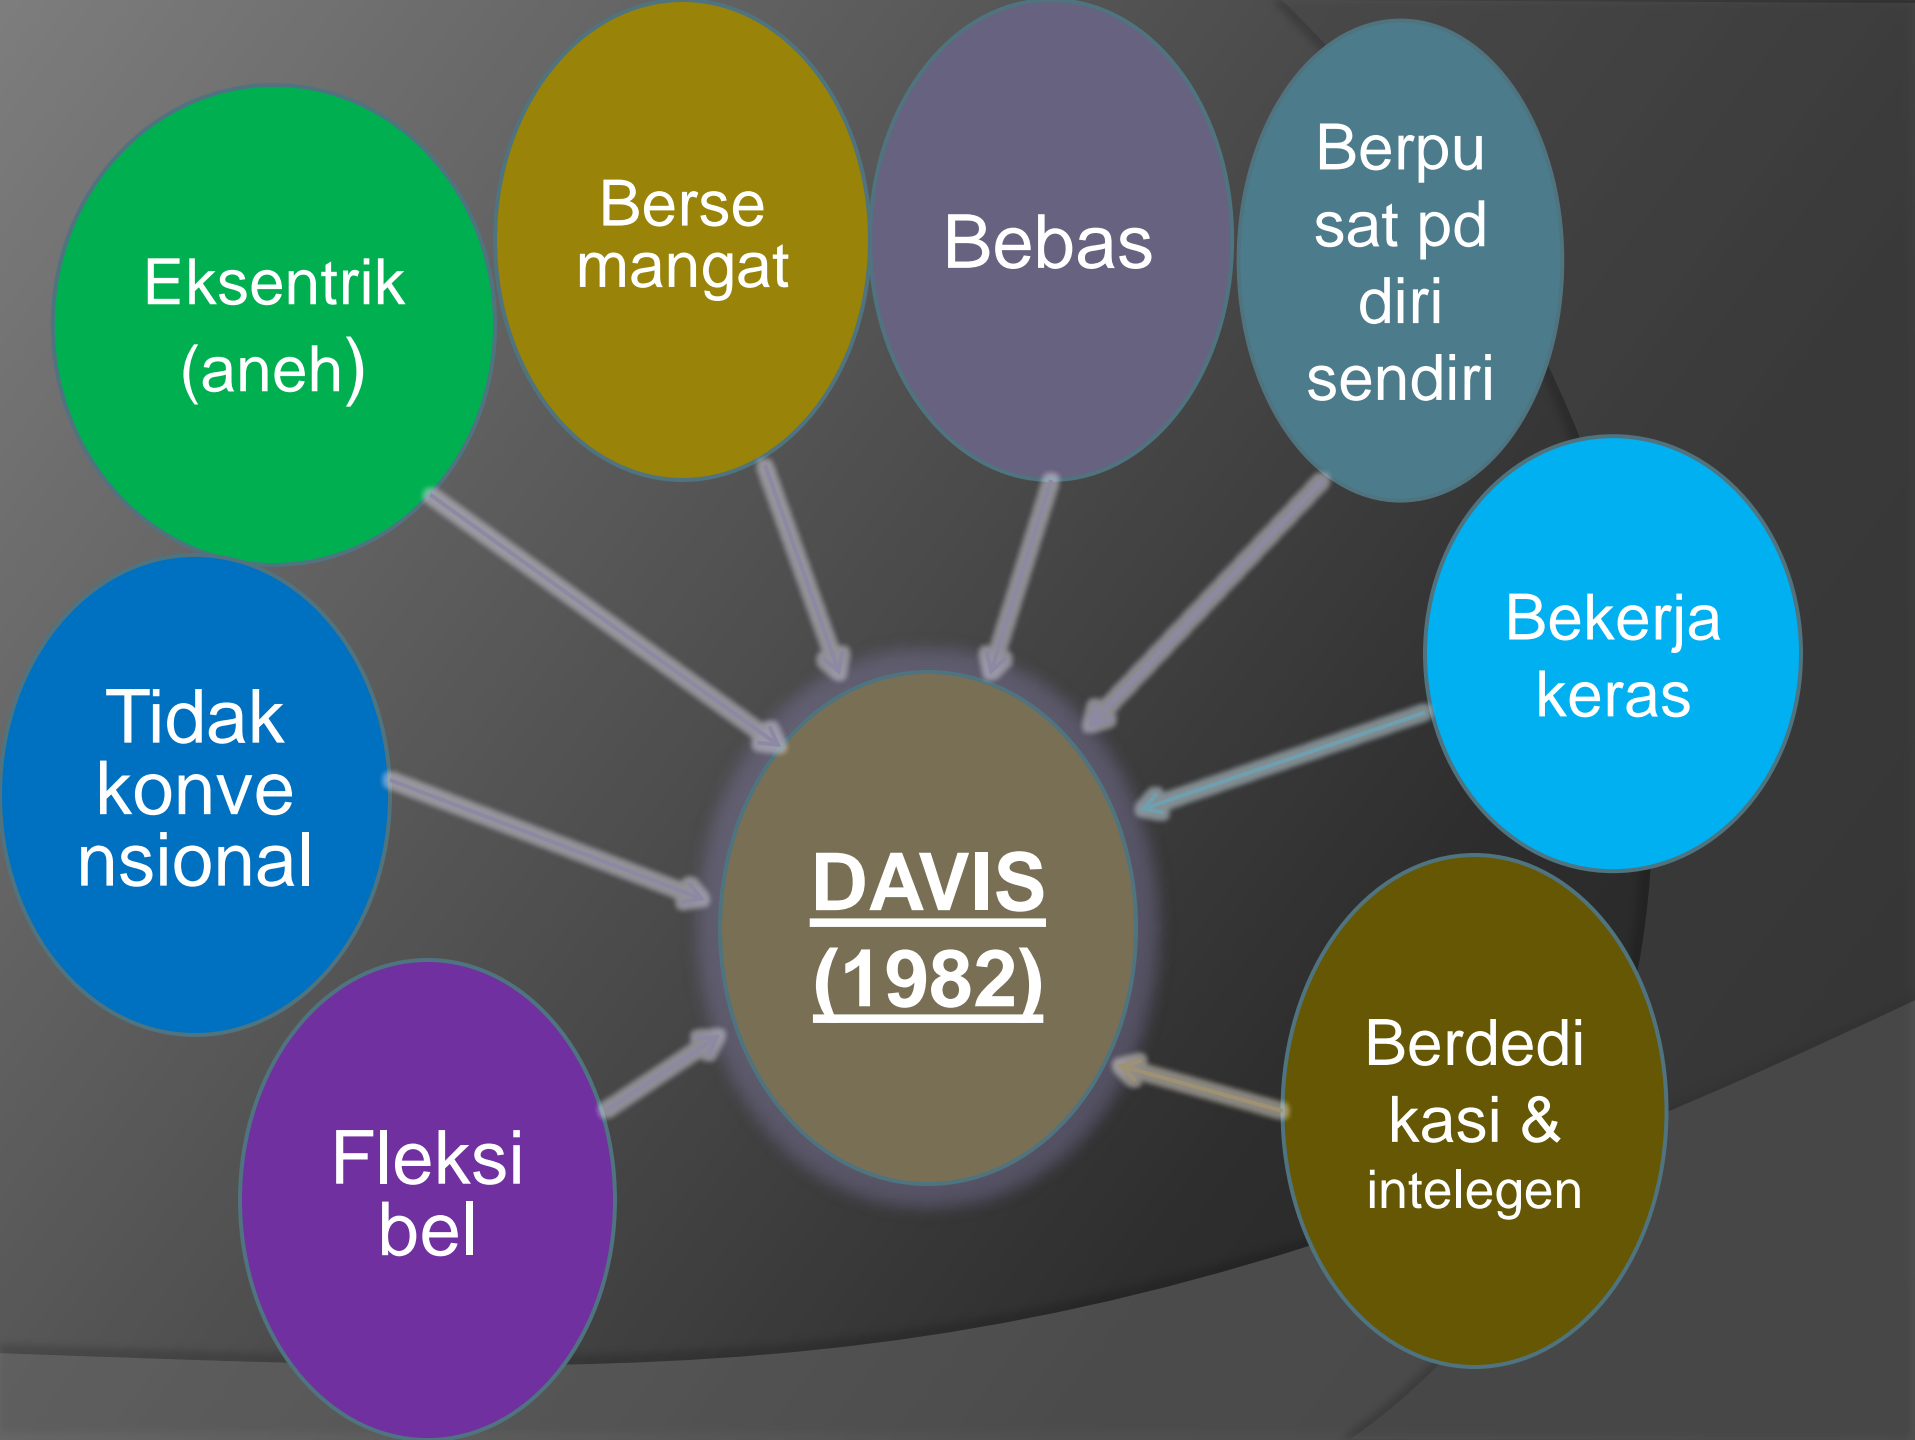 Eksentrik
(aneh)
Berse
mangat
Bebas
Berpu
sat pd
diri
sendiri
Bekerja
keras
Tidak
konve
nsional
DAVIS
(1982)
Berdedi
kasi &
intelegen
Fleksi
bel